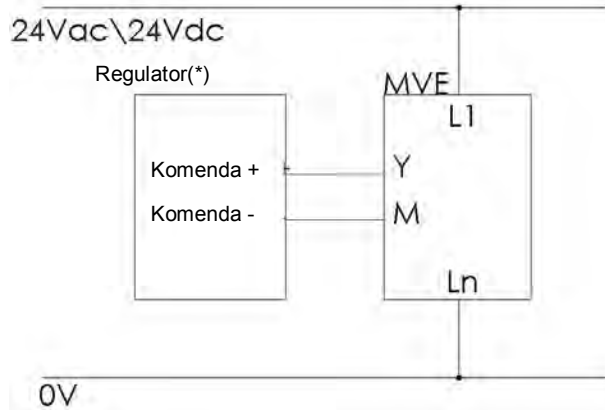 24Vac\24Vdc
Regulator(*)
MVE
L1
Komenda +
Y
Komenda -
M
Ln
0V